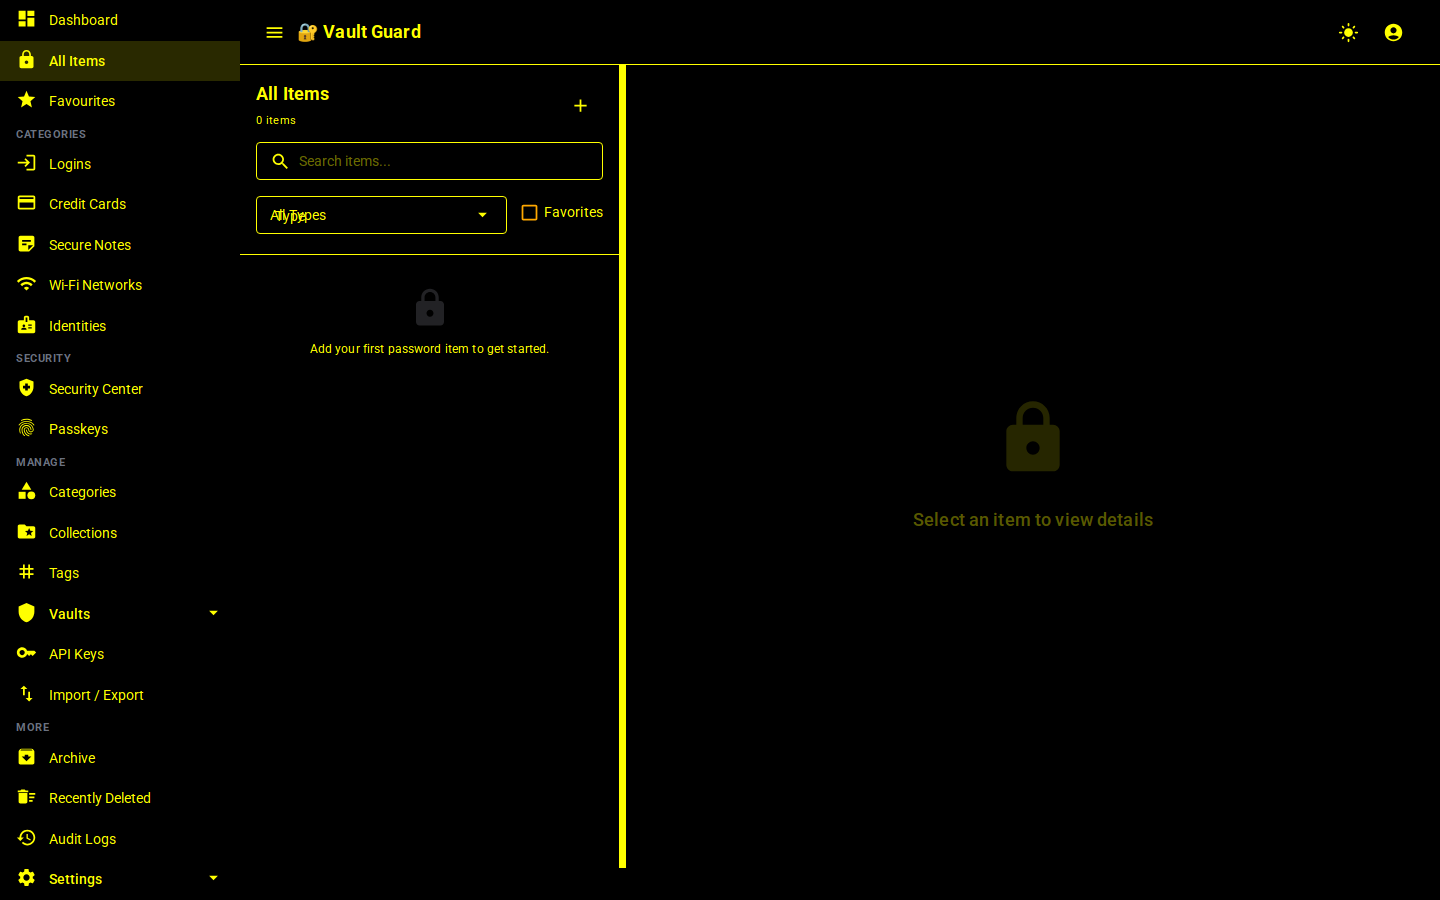 Dashboard
All Items
Favourites
CATEGORIES
Logins
Credit Cards
Secure Notes
Wi-Fi Networks
Identities
SECURITY
Security Center
Passkeys
MANAGE
Categories
Collections
Tags
Vaults
API Keys
Import / Export
MORE
Archive
Recently Deleted
Audit Logs
Settings
Vault Guard
All Items
0 items
Search items...
All Types
Type
Favorites
Add your first password item to get started.
Select an item to view details